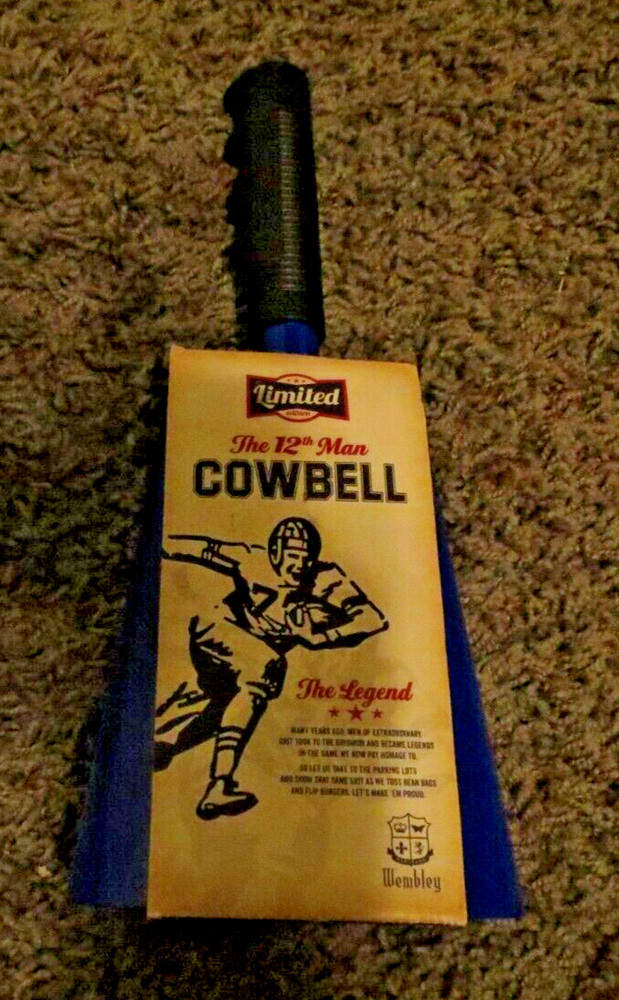 Limited
edition
The 12th Man
COWBELL
The Legend
MANY YEARS AGO, MEN OF EXTRAORDINARY
GRIT TOOK TO THE GRIDIRON AND BECAME LEGENDS
IN THE GAME WE NOW PAY HOMAGE TO.
SO LET US TAKE TO THE PARKING LOTS
AND SHOW THAT SAME GRIT AS WE TOSS BEAN BAGS
AND FLIP BURGERS. LET'S MAKE 'EM PROUD.
Wembley